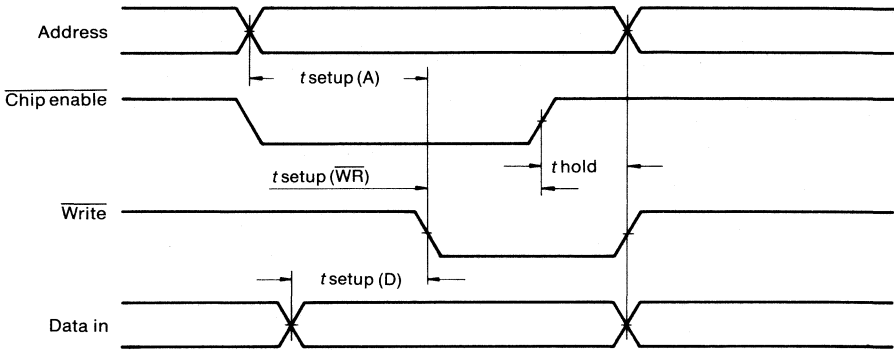 Address
t setup (A)
Chip enable
t hold
t setup (WR)
Write
t setup (D)
Data in